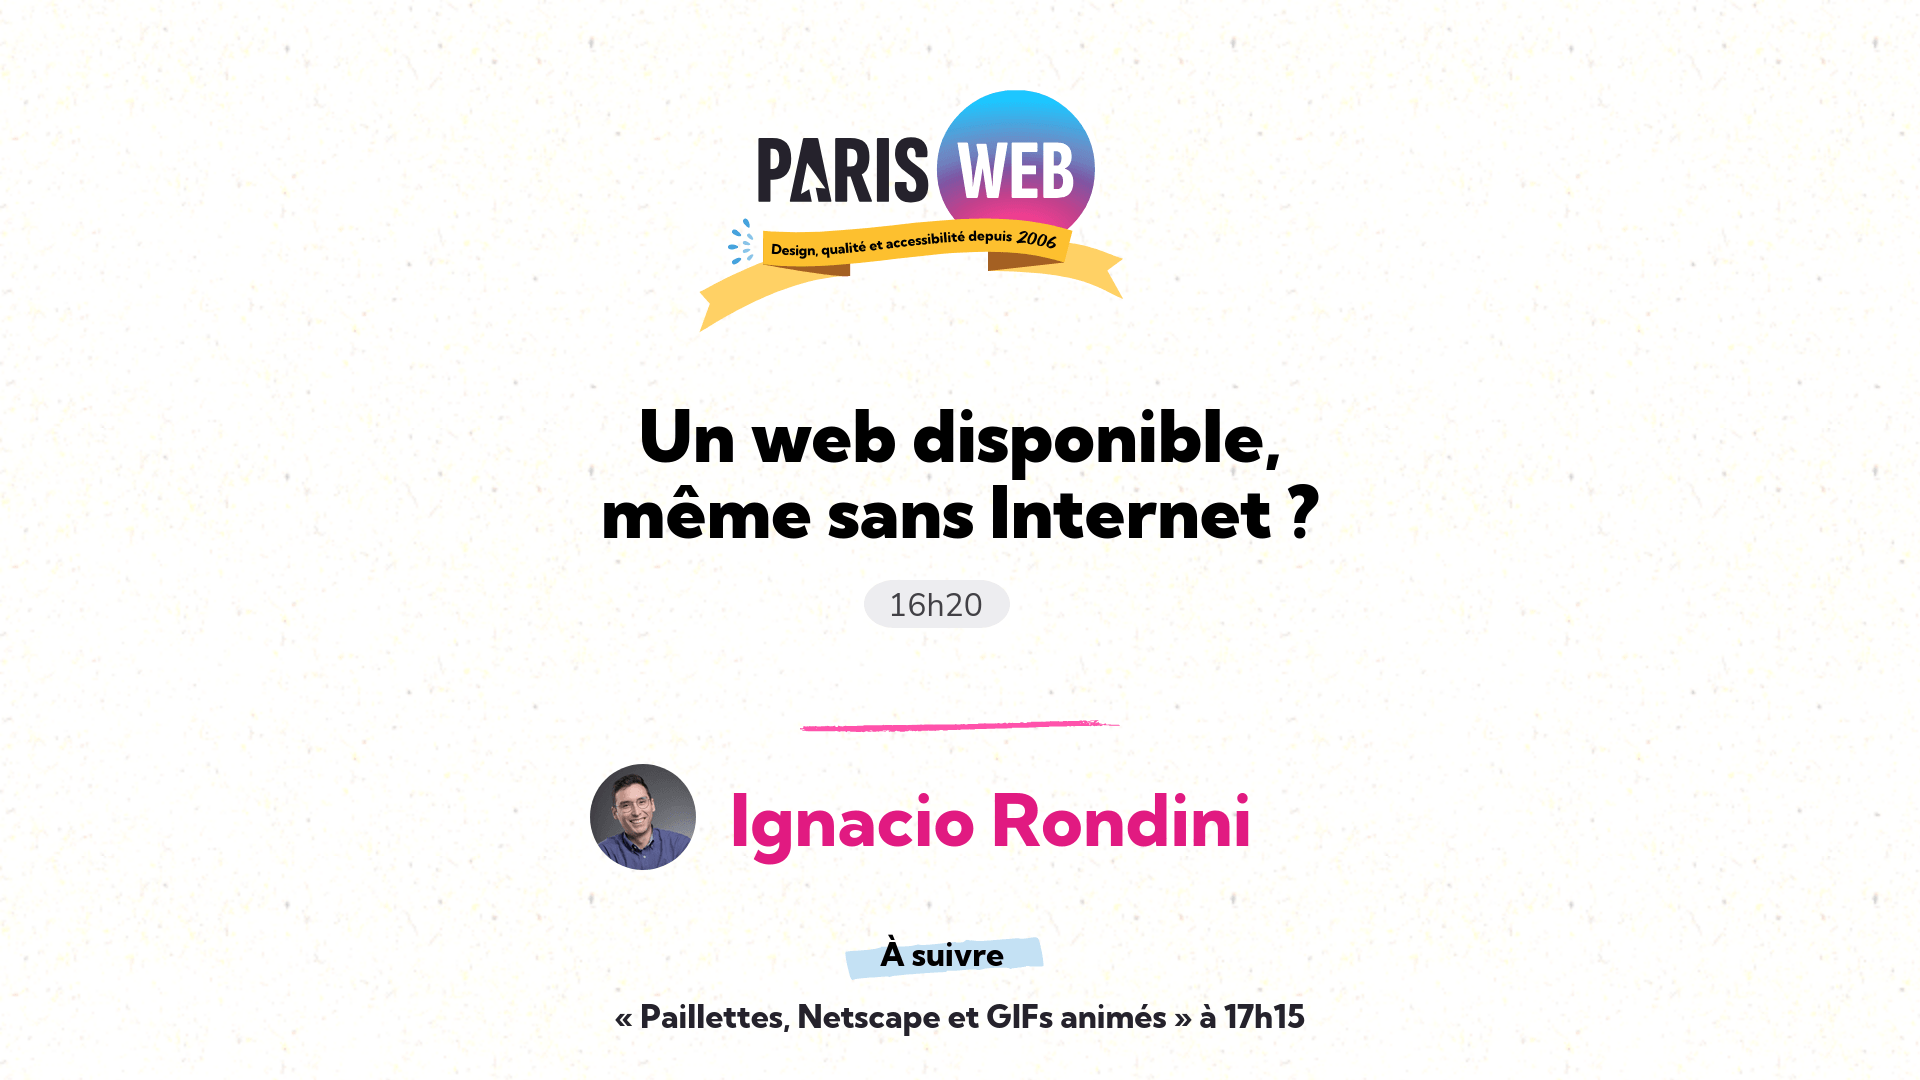 PARIS WEB
Design, qualité et accessibilité depuis 2006
Un web disponible,
même sans Internet ?
16h20
Ignacio Rondini
À suivre
« Paillettes, Netscape et GIFs animés » à 17h15